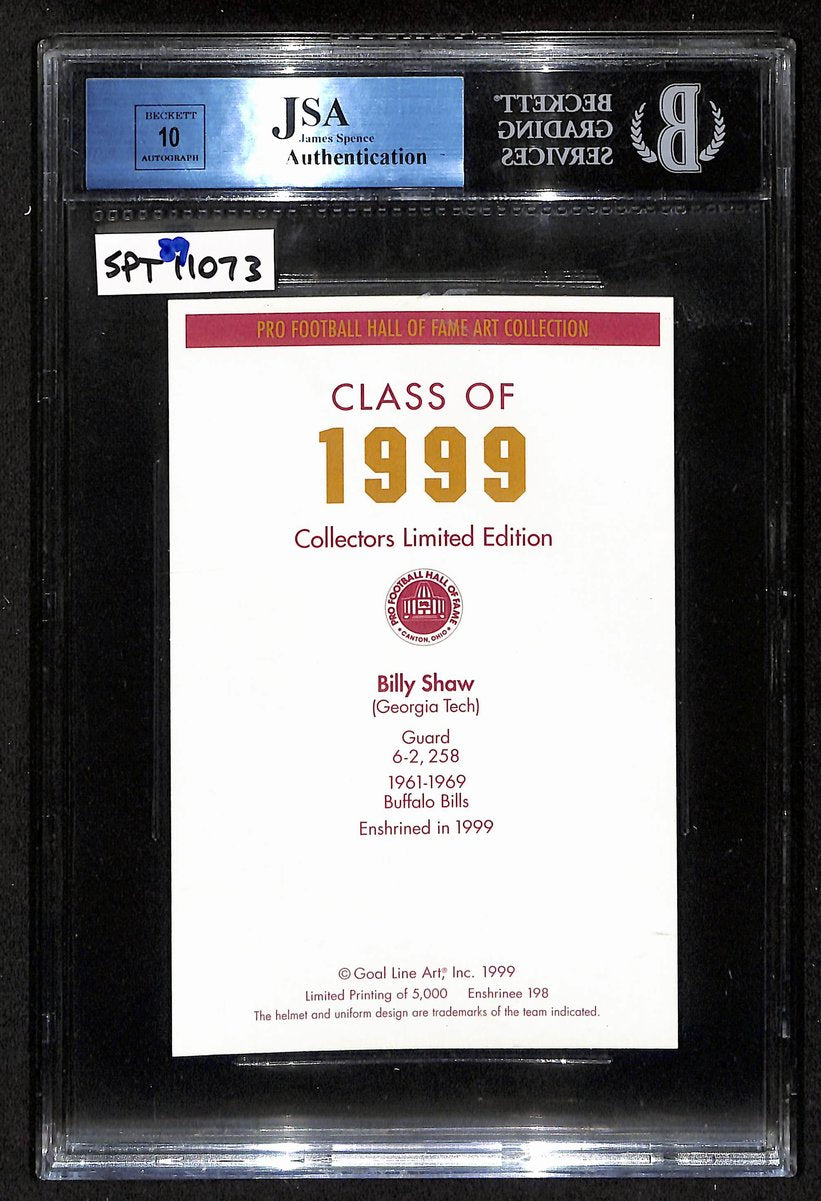 BECKETT
10
AUTOGRAPH
JSA
James Spence
Authentication
BECKETT
GRADING
SERVICES
B
SPT 11073
39
PRO FOOTBALL HALL OF FAME ART COLLECTION
CLASS OF
1999
Collectors Limited Edition
PRO FOOTBALL HALL OF FAME
* CANTON, OHIO *
Billy Shaw
(Georgia Tech)
Guard
6-2, 258
1961-1969
Buffalo Bills
Enshrined in 1999
© Goal Line Art,® Inc. 1999
Limited Printing of 5,000 Enshrinee 198
The helmet and uniform design are trademarks of the team indicated.